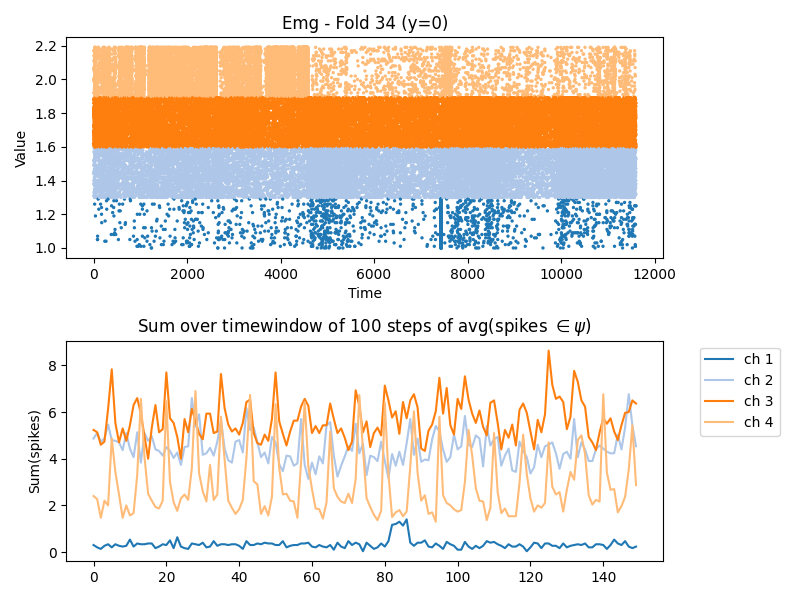 Emg - Fold 34 (y=0)
2.2
2.0
1.8
1.6
1.4
1.2
1.0
Value
0 2000 4000 6000 8000 10000 12000
Time
Sum over timewindow of 100 steps of avg(spikes ∈ ψ)
8
6
4
2
0
Sum(spikes)
0 20 40 60 80 100 120 140
ch 1
ch 2
ch 3
ch 4